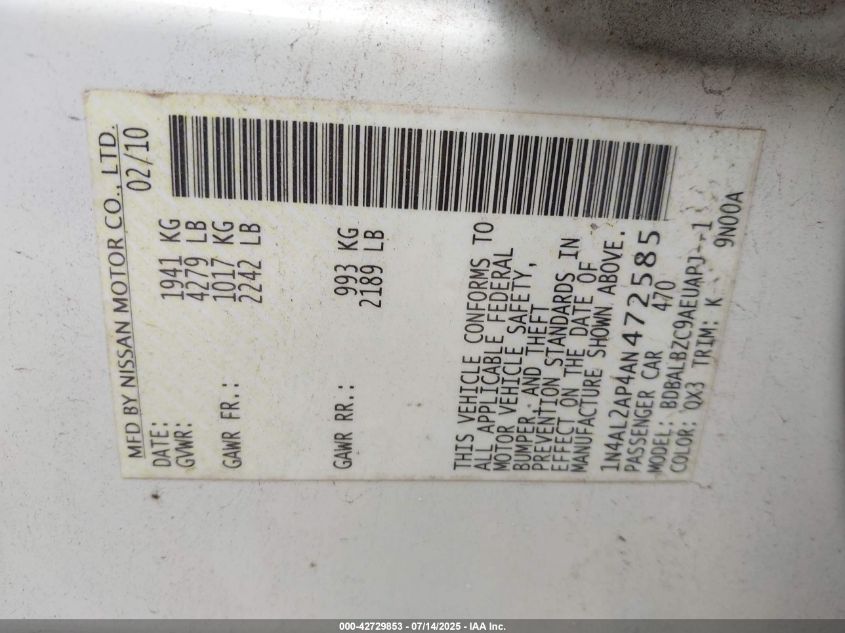 MFD BY NISSAN MOTOR CO., LTD.
DATE: 02/10
GVWR: 1941 KG
4279 LB
GAWR FR.: 1017 KG
2242 LB
GAWR RR.: 993 KG
2189 LB
THIS VEHICLE CONFORMS TO
ALL APPLICABLE FEDERAL
MOTOR VEHICLE SAFETY,
BUMPER, AND THEFT
PREVENTION STANDARDS IN
EFFECT ON THE DATE OF
MANUFACTURE SHOWN ABOVE.
1N4AL2AP4AN472585
PASSENGER CAR 470
MODEL: BDBALBZC9AEUABPJ--1
COLOR: QX3 TRIM: K 9N00A
000-42729853 - 07/14/2025 - IAA Inc.